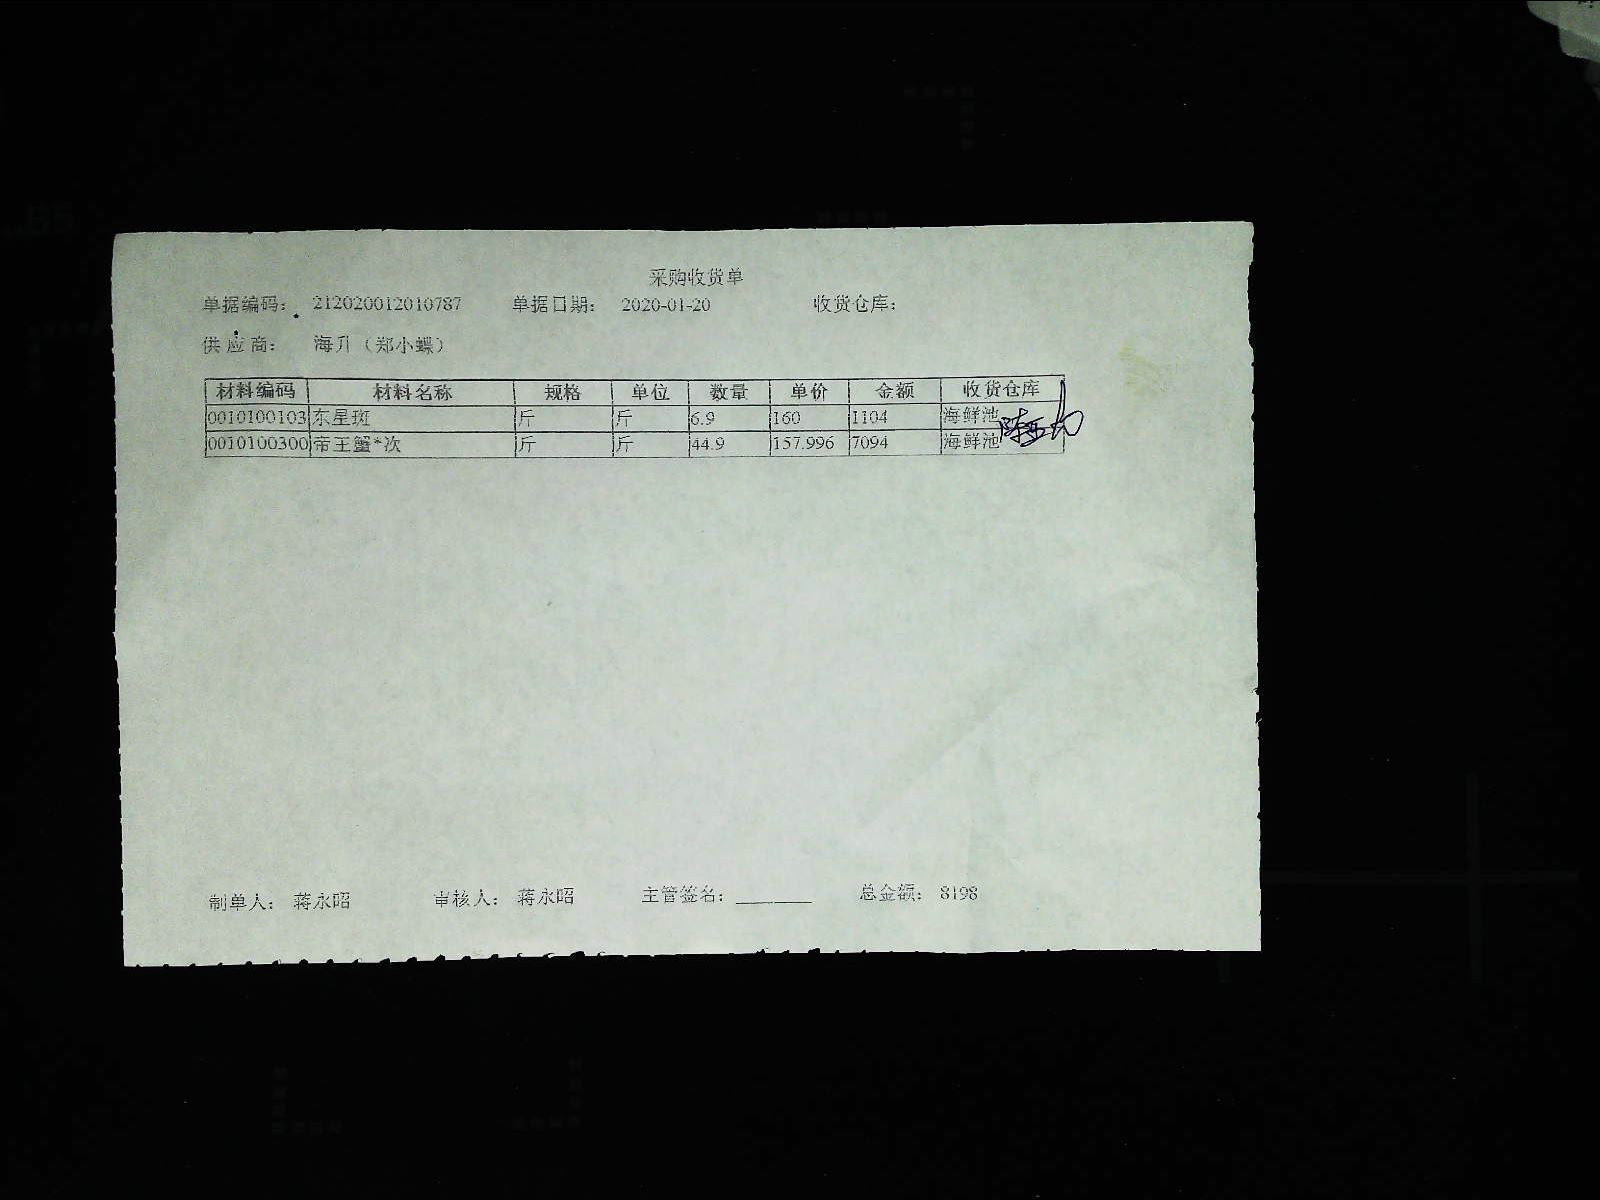 采购收货单
单据编码： 212020012010787 单据日期： 2020-01-20 收货仓库：
供应商： 海升（郑小蝶）
材料编码 材料名称 规格 单位 数量 单价 金额 收货仓库
0010100103 东星斑 斤 斤 6.9 160 1104 海鲜池
0010100300 帝王蟹*次 斤 斤 44.9 157.996 7094 海鲜池
制单人： 蒋永昭 审核人： 蒋永昭 主管签名：________ 总金额： 8198